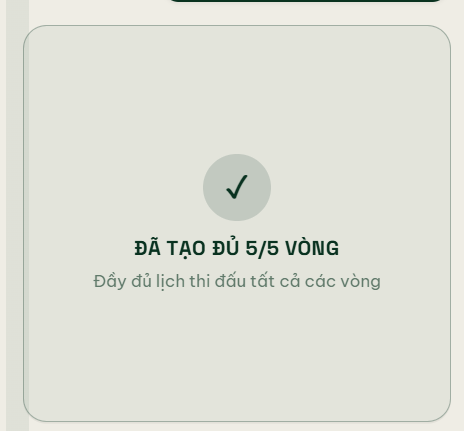 ĐÃ TẠO ĐỦ 5/5 VÒNG
Đầy đủ lịch thi đấu tất cả các vòng